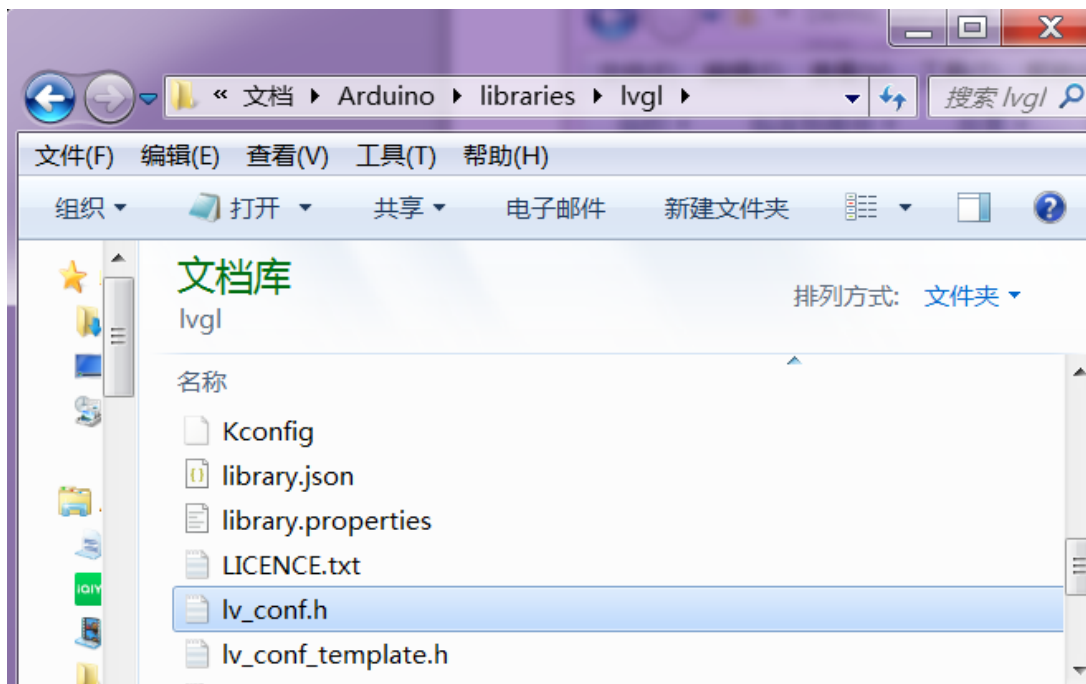 « 文档 Arduino libraries lvgl 搜索 lvgl
文件(F) 编辑(E) 查看(V) 工具(T) 帮助(H)
组织 打开 共享 电子邮件 新建文件夹
文档库
lvgl
排列方式: 文件夹
名称
Kconfig
library.json
library.properties
LICENCE.txt
lv_conf.h
lv_conf_template.h